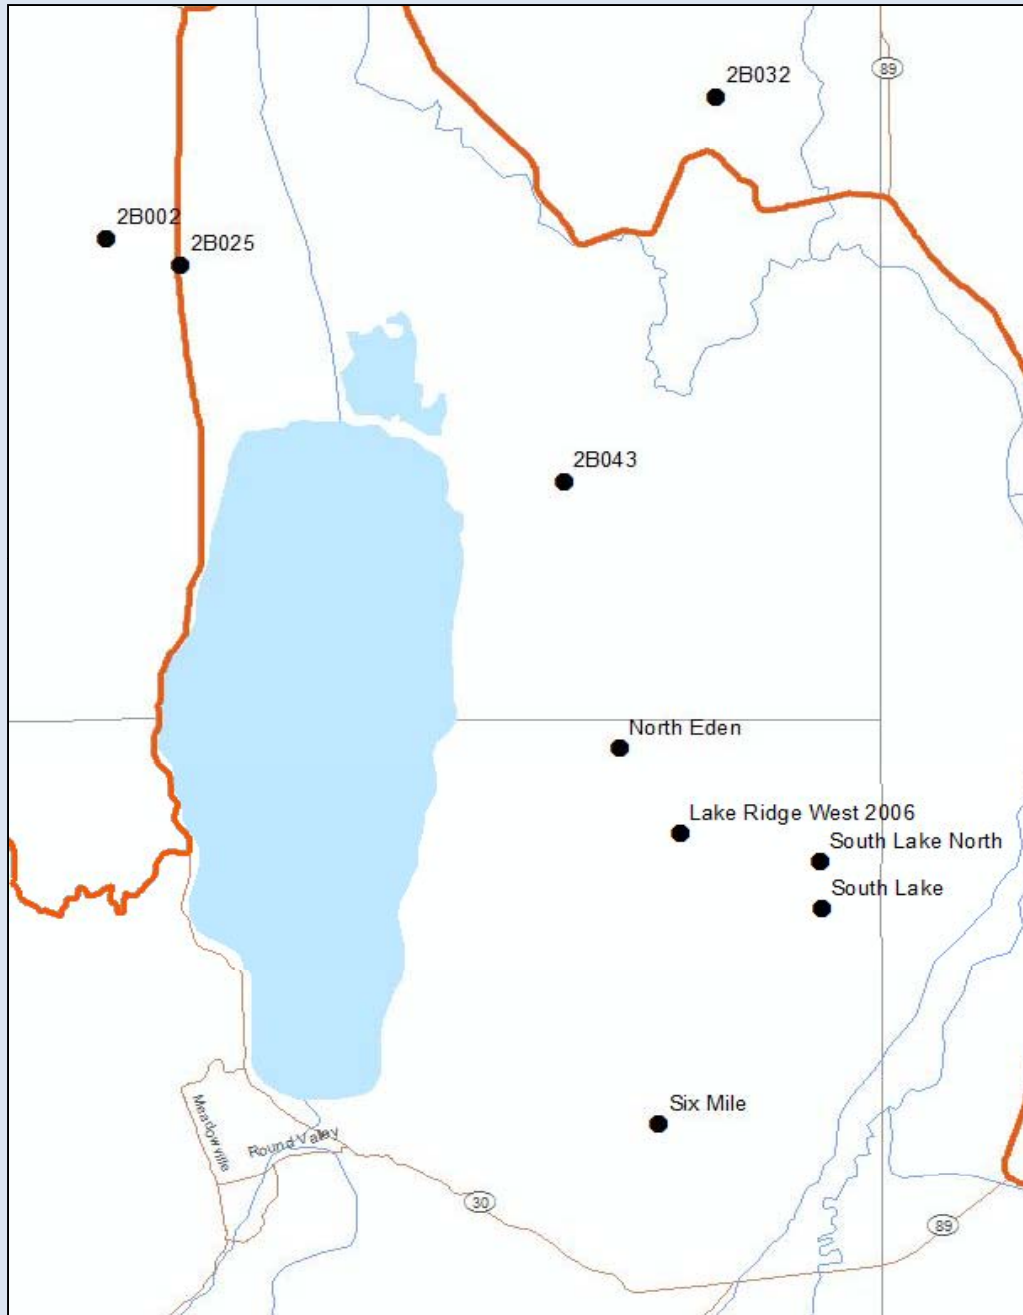 89
2B032
2B002
2B025
2B043
North Eden
Lake Ridge West 2006
South Lake North
South Lake
Six Mile
Meadowville
Round Valley
30
89